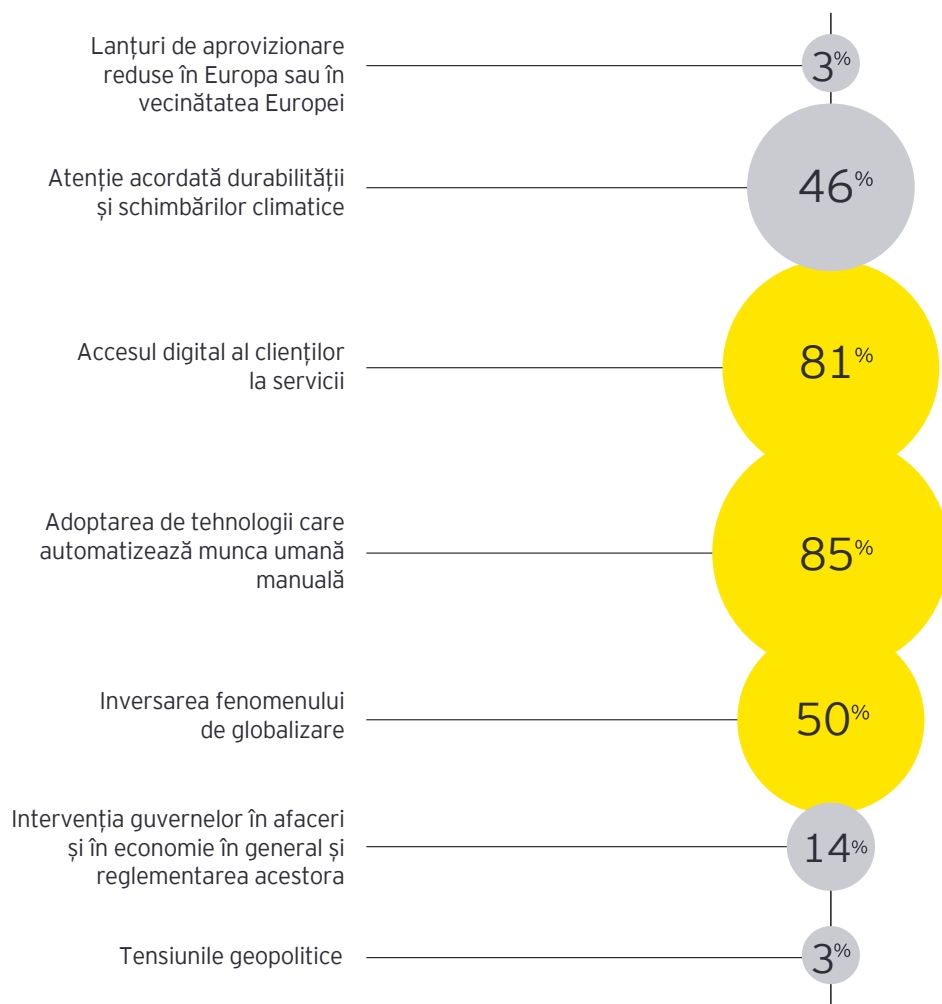 Lanțuri de aprovizionare
reduse în Europa sau în
vecinătatea Europei
3%
Atenție acordată durabilității
și schimbărilor climatice
46%
Accesul digital al clienților
la servicii
81%
Adoptarea de tehnologii care
automatizează munca umană
manuală
85%
Inversarea fenomenului
de globalizare
50%
Intervenția guvernelor în afaceri
și în economie în general și
reglementarea acestora
14%
Tensiunile geopolitice
3%